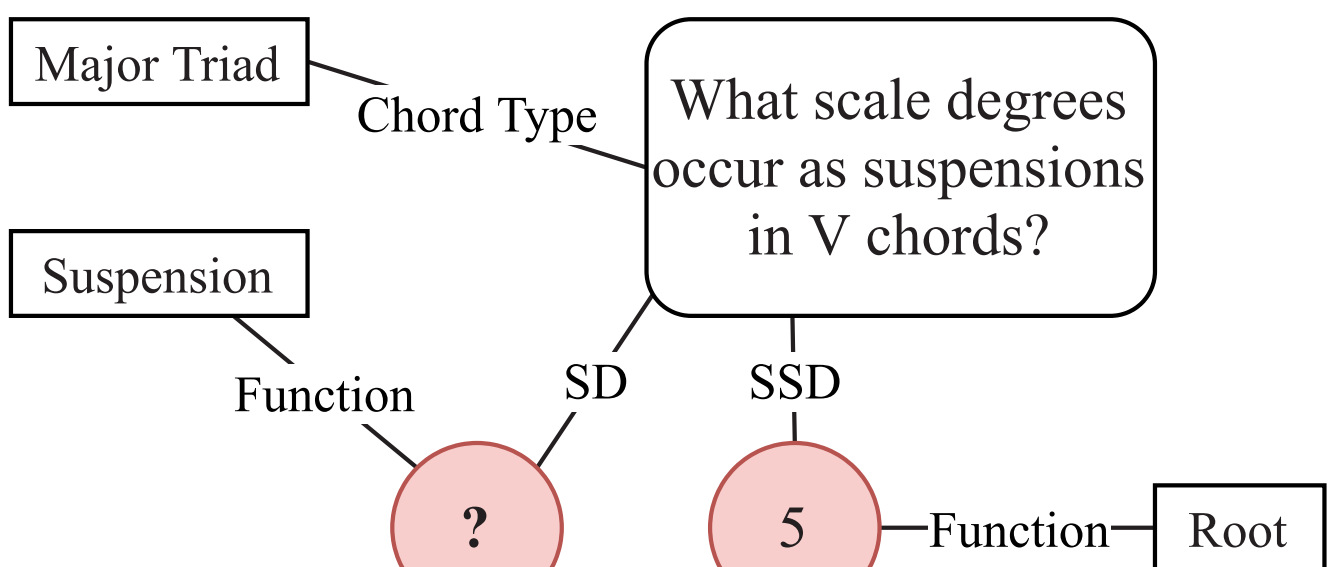 Major Triad
Chord Type
What scale degrees
occur as suspensions
in V chords?
Suspension
Function
SD
SSD
?
5
Function
Root